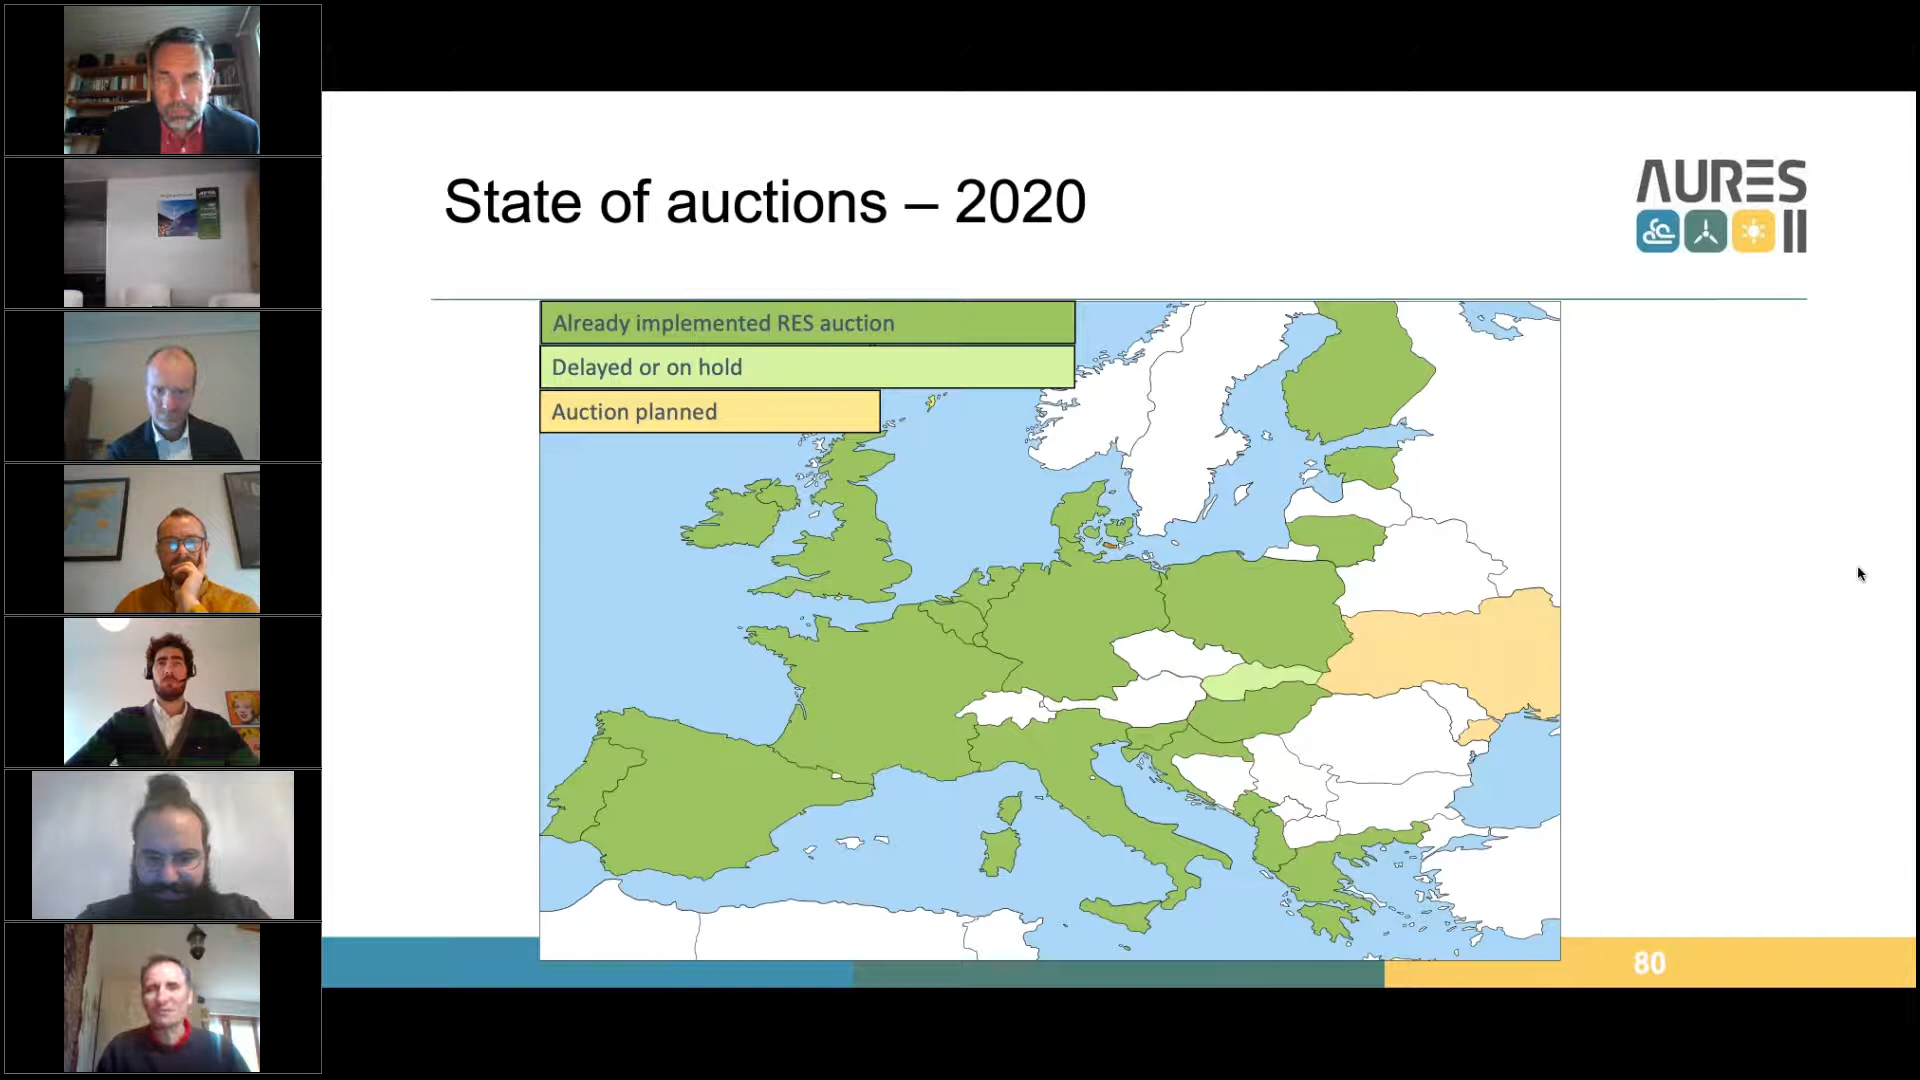 State of auctions – 2020
AURES
II
Already implemented RES auction
Delayed or on hold
Auction planned
80